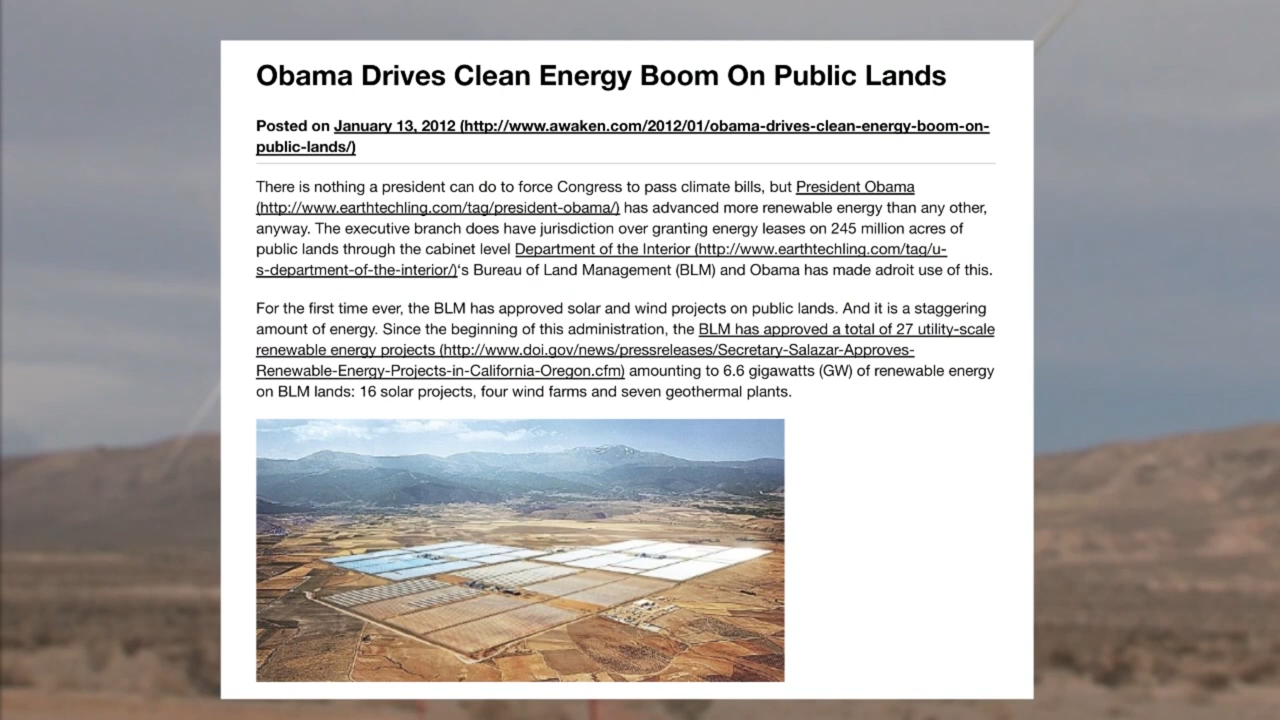 Obama Drives Clean Energy Boom On Public Lands
Posted on January 13, 2012 (http://www.awaken.com/2012/01/obama-drives-clean-energy-boom-on-
public-lands/)
There is nothing a president can do to force Congress to pass climate bills, but President Obama
(http://www.earthtechling.com/tag/president-obama/) has advanced more renewable energy than any other,
anyway. The executive branch does have jurisdiction over granting energy leases on 245 million acres of
public lands through the cabinet level Department of the Interior (http://www.earthtechling.com/tag/u-
s-department-of-the-interior/)‘s Bureau of Land Management (BLM) and Obama has made adroit use of this.
For the first time ever, the BLM has approved solar and wind projects on public lands. And it is a staggering
amount of energy. Since the beginning of this administration, the BLM has approved a total of 27 utility-scale
renewable energy projects (http://www.doi.gov/news/pressreleases/Secretary-Salazar-Approves-
Renewable-Energy-Projects-in-California-Oregon.cfm) amounting to 6.6 gigawatts (GW) of renewable energy
on BLM lands: 16 solar projects, four wind farms and seven geothermal plants.